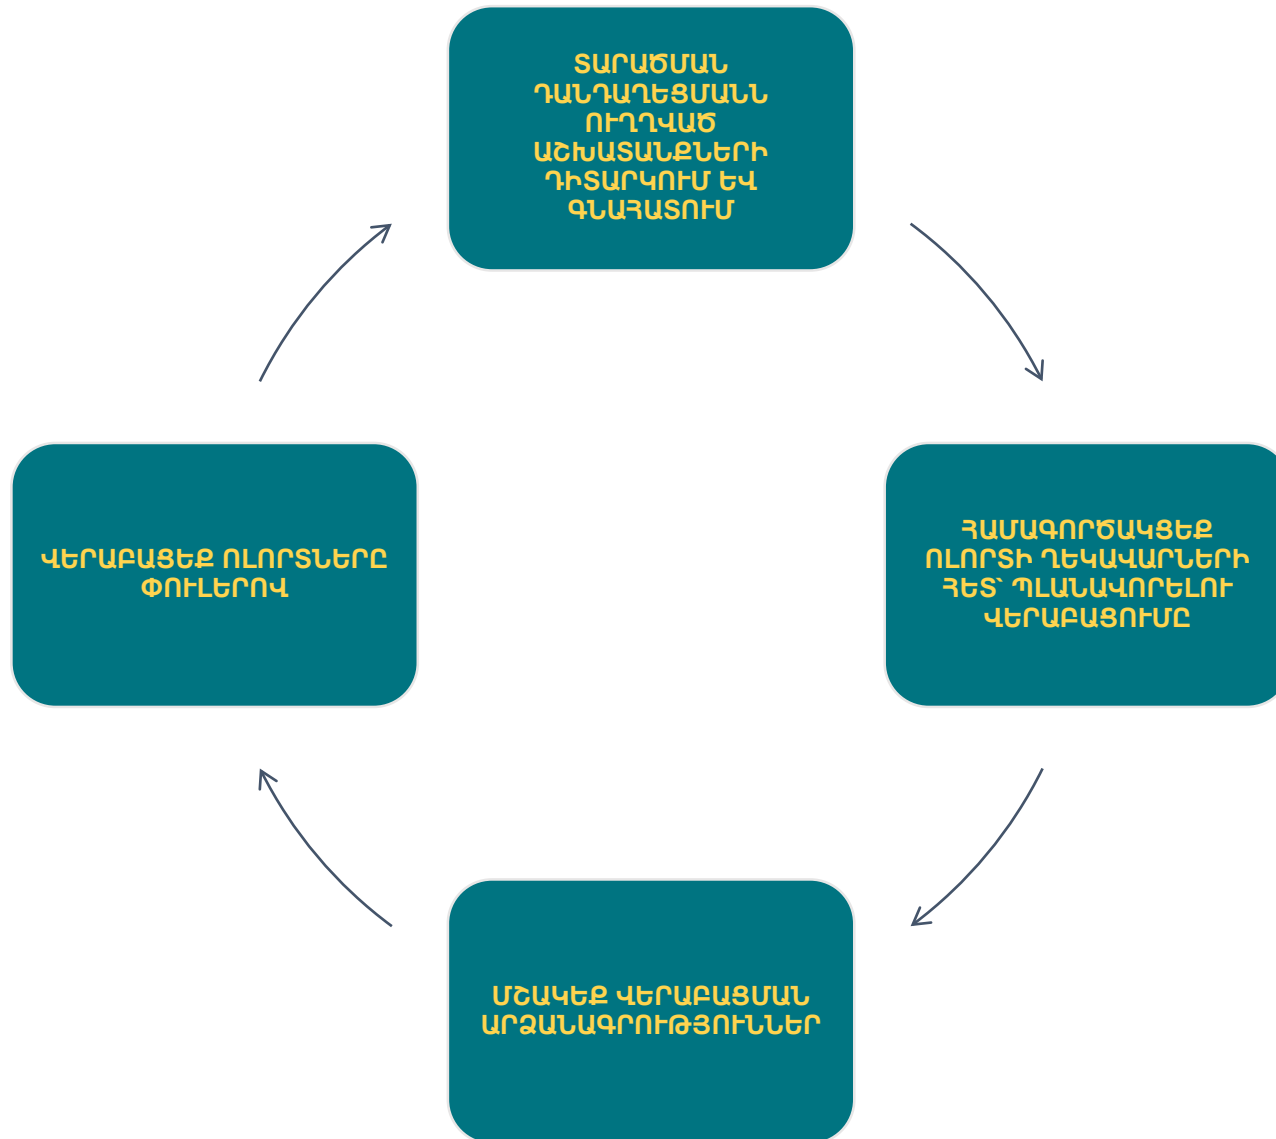 ՏԱՐԱԾՄԱՆ
ԴԱՆԴԱՂԵՑՄԱՆՆ
ՈՒՂՂՎԱԾ
ԱՇԽԱՏԱՆՔՆԵՐԻ
ԴԻՏԱՐԿՈՒՄ ԵՎ
ԳՆԱՀԱՏՈՒՄ
ՀԱՄԱԳՈՐԾԱԿՑԵՔ
ՈԼՈՐՏԻ ՂԵԿԱՎԱՐՆԵՐԻ
ՀԵՏ՝ ՊԼԱՆԱՎՈՐԵԼՈՒ
ՎԵՐԱԲԱՑՈՒՄԸ
ՄՇԱԿԵՔ ՎԵՐԱԲԱՑՄԱՆ
ԱՐՁԱՆԱԳՐՈՒԹՅՈՒՆՆԵՐ
ՎԵՐԱԲԱՑԵՔ ՈԼՈՐՏՆԵՐԸ
ՓՈՒԼԵՐՈՎ